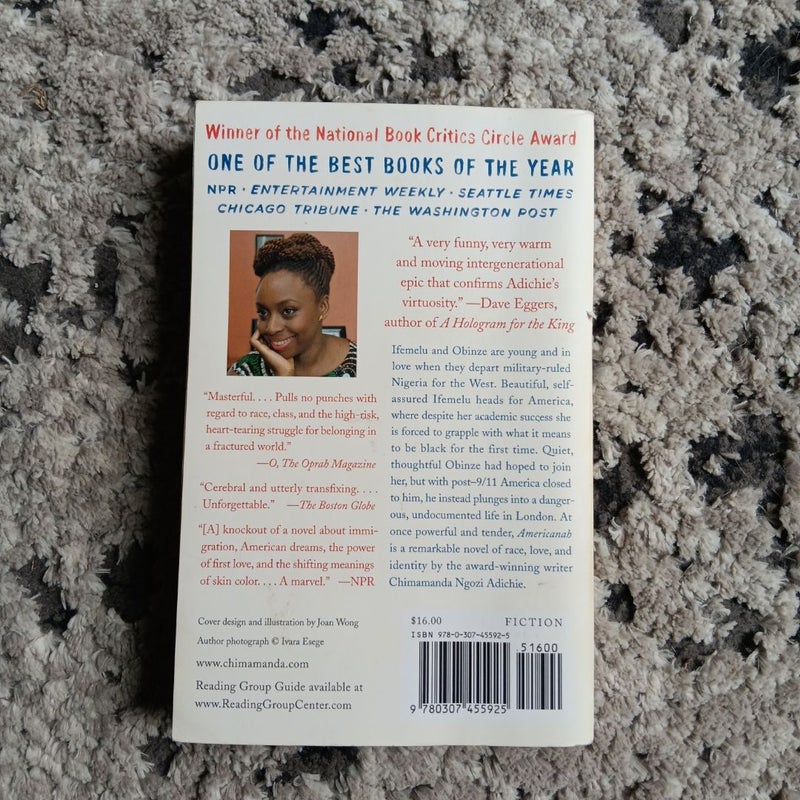 Winner of the National Book Critics Circle Award
ONE OF THE BEST BOOKS OF THE YEAR
NPR · ENTERTAINMENT WEEKLY · SEATTLE TIMES
CHICAGO TRIBUNE · THE WASHINGTON POST
“A very funny, very warm
and moving intergenerational
epic that confirms Adichie’s
virtuosity.” —Dave Eggers,
author of A Hologram for the King
“Masterful. . . . Pulls no punches with
regard to race, class, and the high-risk,
heart-tearing struggle for belonging in
a fractured world.”
—O, The Oprah Magazine
“Cerebral and utterly transfixing. . . .
Unforgettable.” —The Boston Globe
“[A] knockout of a novel about immi-
gration, American dreams, the power
of first love, and the shifting meanings
of skin color. . . . A marvel.” —NPR
Ifemelu and Obinze are young and in
love when they depart military-ruled
Nigeria for the West. Beautiful, self-
assured Ifemelu heads for America,
where despite her academic success she
is forced to grapple with what it means
to be black for the first time. Quiet,
thoughtful Obinze had hoped to join
her, but with post–9/11 America closed
to him, he instead plunges into a danger-
ous, undocumented life in London. At
once powerful and tender, Americanah
is a remarkable novel of race, love, and
identity by the award-winning writer
Chimamanda Ngozi Adichie.
Cover design and illustration by Joan Wong
Author photograph © Ivara Esege
www.chimamanda.com
Reading Group Guide available at
www.ReadingGroupCenter.com
$16.00 FICTION
ISBN 978-0-307-45592-5
51600
9 780307 455925